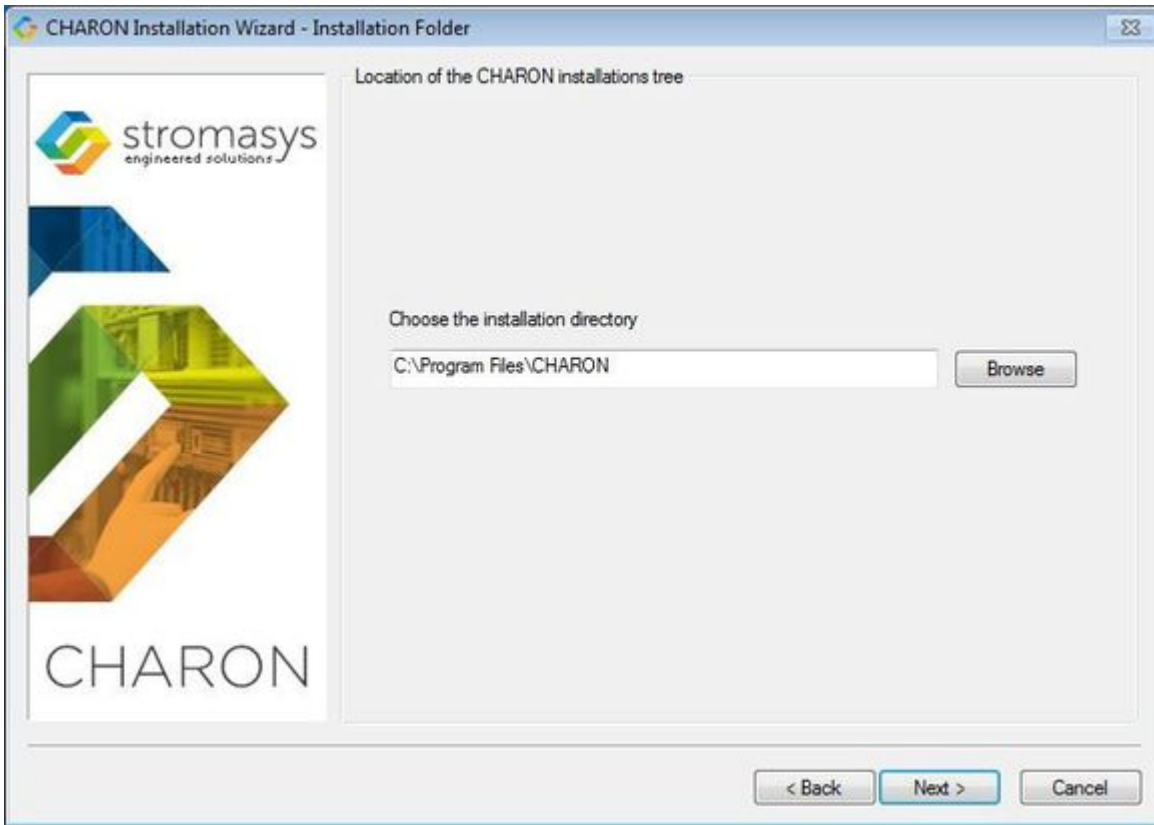 CHARON Installation Wizard - Installation Folder
Location of the CHARON installations tree
stromasys
engineered solutions
Choose the installation directory
C:\Program Files\CHARON
Browse
CHARON
< Back
Next >
Cancel